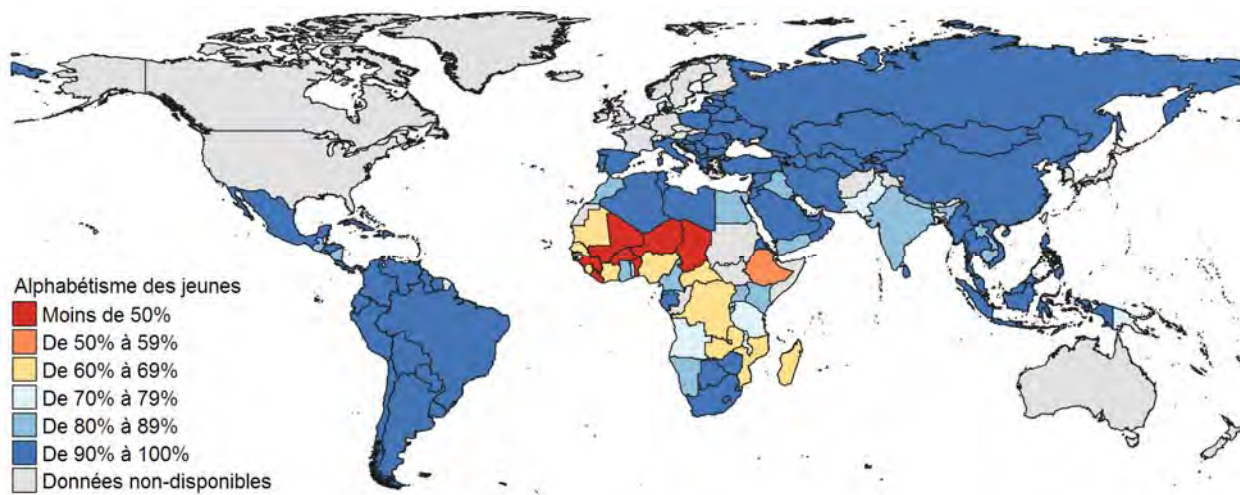 Alphabétisme des jeunes
Moins de 50%
De 50% à 59%
De 60% à 69%
De 70% à 79%
De 80% à 89%
De 90% à 100%
Données non-disponibles